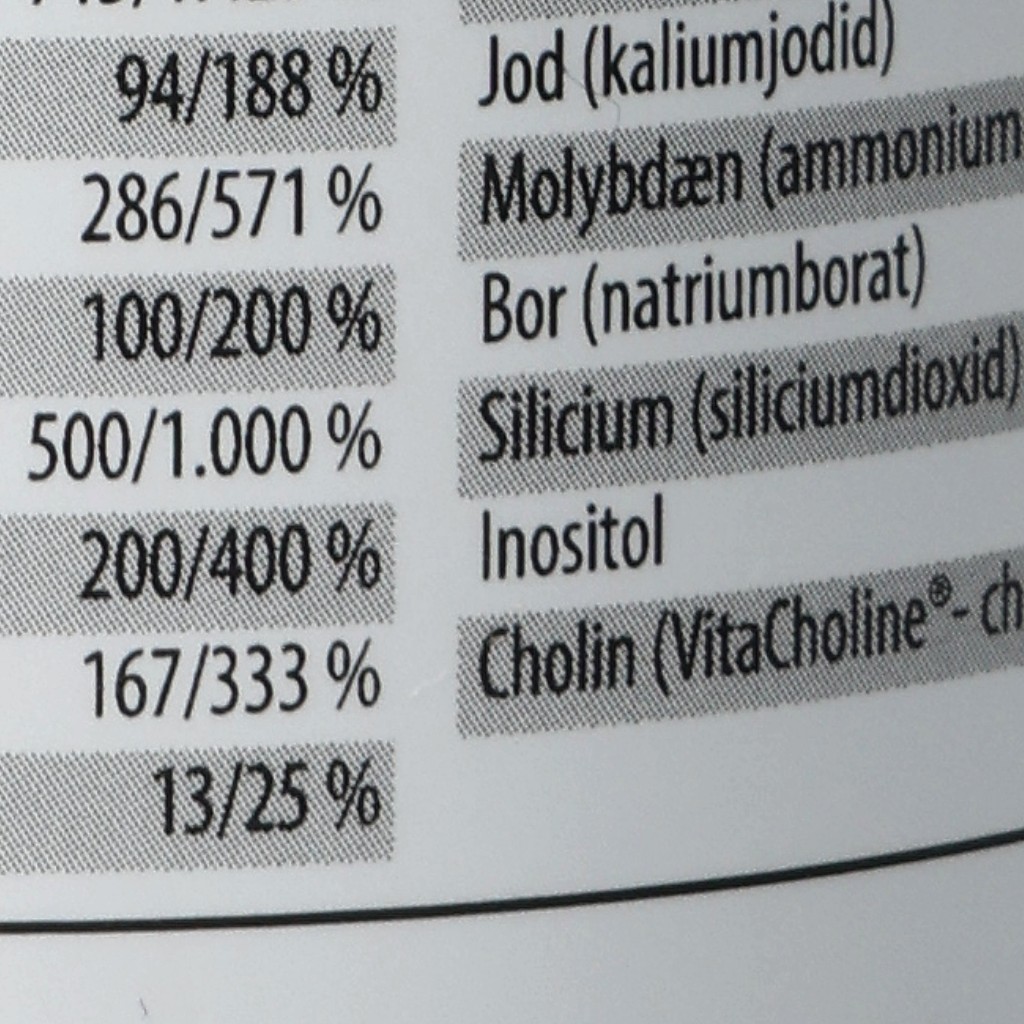 94/188 %
286/571 %
100/200 %
500/1.000 %
200/400 %
167/333 %
13/25 %
Jod (kaliumjodid)
Molybdæn (ammonium
Bor (natriumborat)
Silicium (siliciumdioxid)
Inositol
Cholin (VitaCholine®- ch